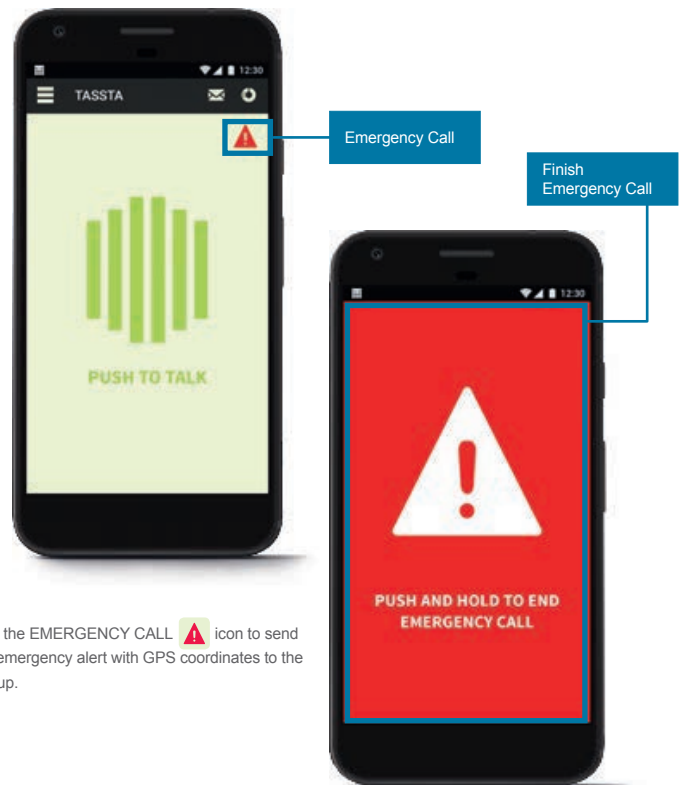 12:30
TASSTA
Emergency Call
Finish
Emergency Call
12:30
PUSH TO TALK
PUSH AND HOLD TO END
EMERGENCY CALL
the EMERGENCY CALL icon to send
emergency alert with GPS coordinates to the
up.